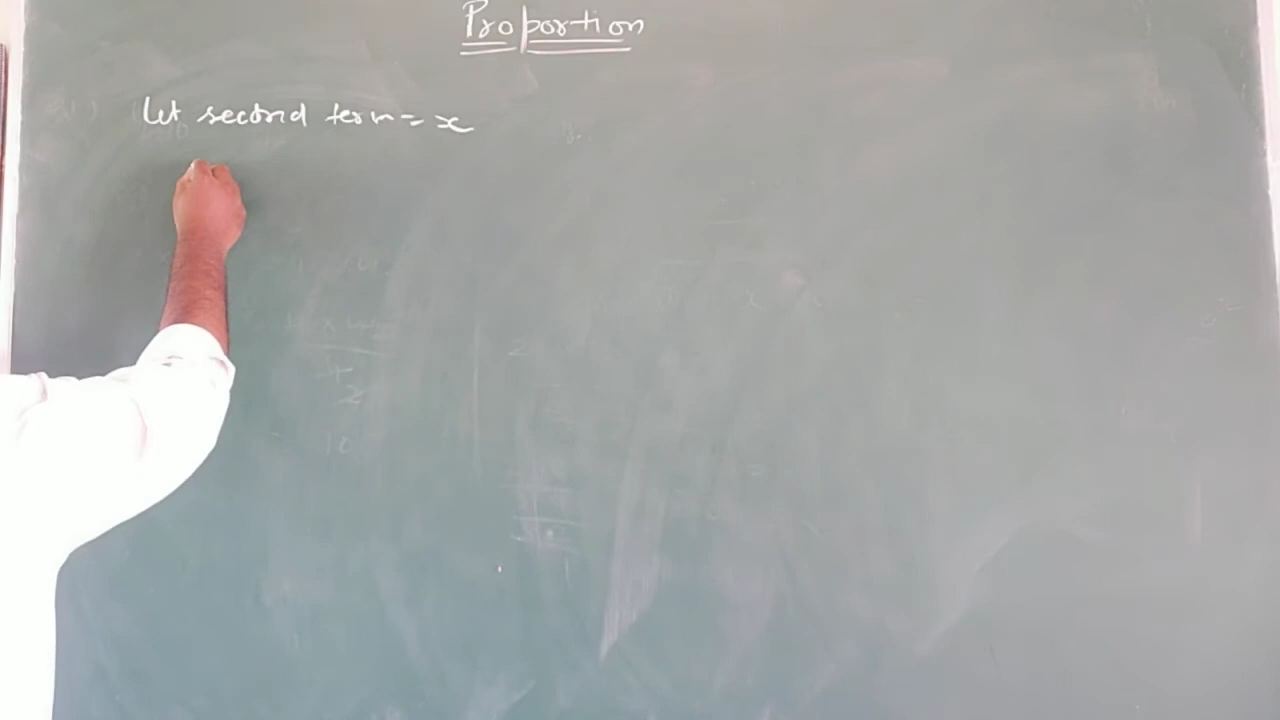 Proportion
Let second term = x